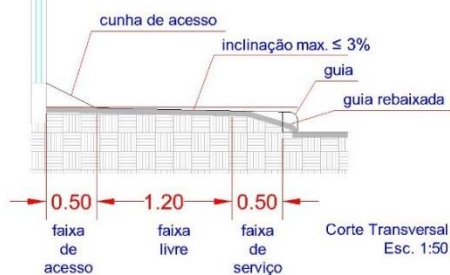 cunha de acesso
inclinação max. ≤ 3%
guia
guia rebaixada
0.50
1.20
0.50
faixa
de
acesso
faixa
livre
faixa
de
serviço
Corte Transversal
Esc. 1:50